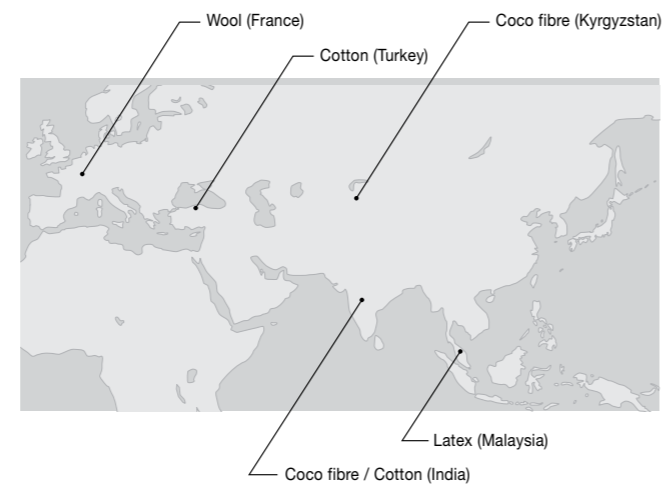 Wool (France)
Coco fibre (Kyrgyzstan)
Cotton (Turkey)
Latex (Malaysia)
Coco fibre / Cotton (India)